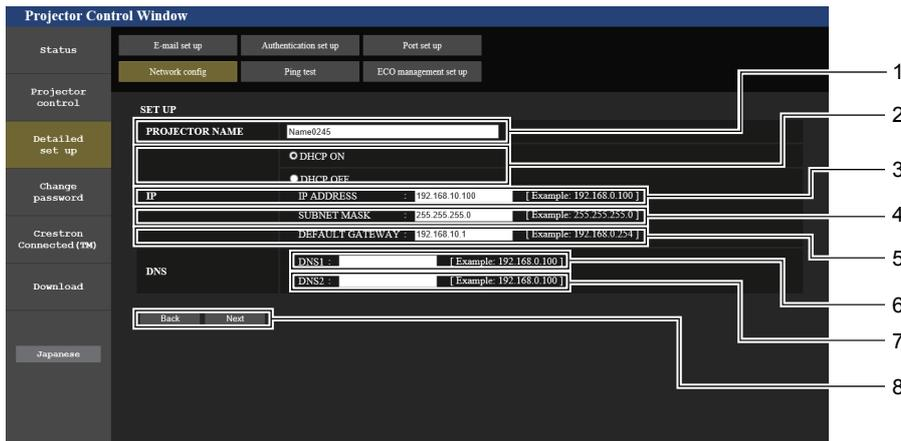 Projector Control Window
Status
Projector
control
Detailed
set up
Change
password
Crestron
Connected(TM)
Download
Japanese
E-mail set up Authentication set up Port set up
Network config Ping test ECO management set up
SET UP
PROJECTOR NAME Name0245
DHCP ON
DHCP OFF
IP IP ADDRESS : 192.168.10.100 [ Example: 192.168.0.100 ]
SUBNET MASK : 255.255.255.0 [ Example: 255.255.255.0 ]
DEFAULT GATEWAY : 192.168.10.1 [ Example: 192.168.0.254 ]
DNS
DNS1 : [ Example: 192.168.0.100 ]
DNS2 : [ Example: 192.168.0.100 ]
Back Next
1
2
3
4
5
6
7
8